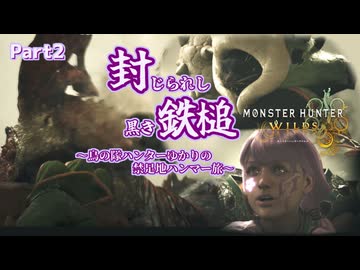 Part2
封じられし
黒き鉄槌
～鳥の隊ハンターゆかりの
禁足地ハンマー旅～
MONSTER HUNTER
WILDS